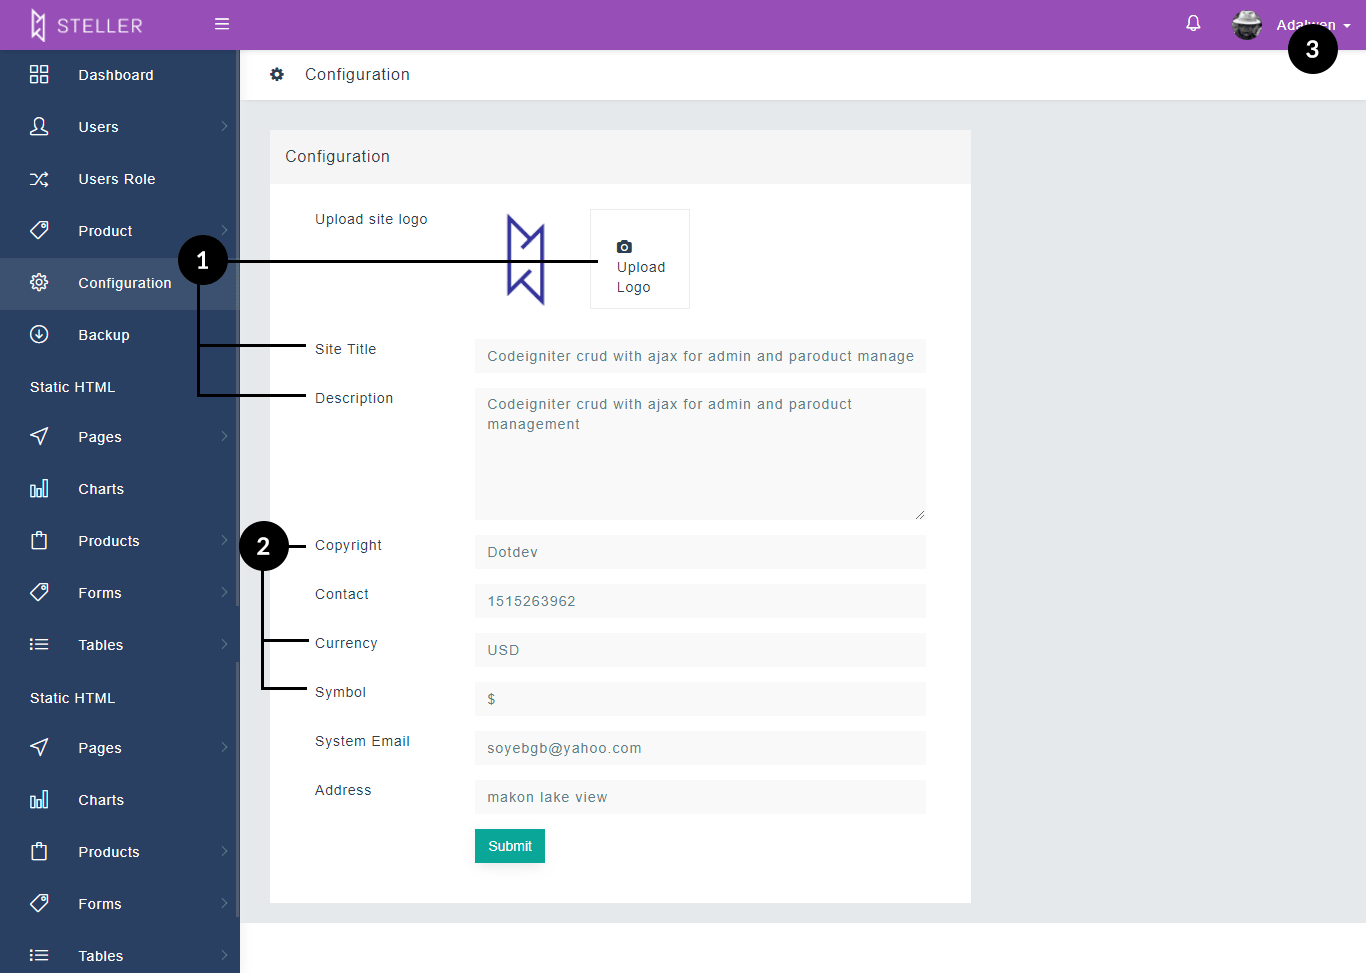 STELLER
Adalwen
3
Dashboard
Configuration
Users
Users Role
Product
1
Configuration
Backup
Static HTML
Pages
Charts
Products
Forms
Tables
Static HTML
Pages
Charts
Products
Forms
Tables
Configuration
Upload site logo
Upload
Logo
Site Title
Codeigniter crud with ajax for admin and paroduct manage
Description
Codeigniter crud with ajax for admin and paroduct
management
2
Copyright
Dotdev
Contact
1515263962
Currency
USD
Symbol
$
System Email
soyebgb@yahoo.com
Address
makon lake view
Submit